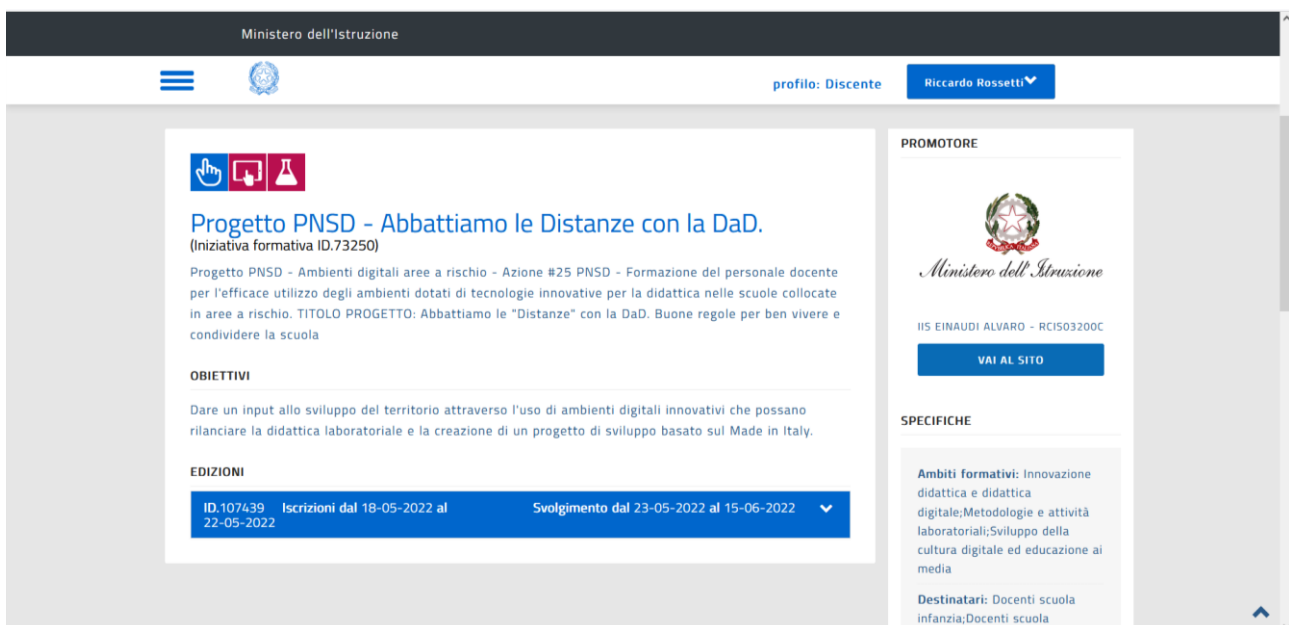 Ministero dell'Istruzione
profilo: Discente
Riccardo Rossetti
Progetto PNSD - Abbattiamo le Distanze con la DaD.
(Iniziativa formativa ID.73250)
Progetto PNSD - Ambienti digitali aree a rischio - Azione #25 PNSD - Formazione del personale docente
per l'efficace utilizzo degli ambienti dotati di tecnologie innovative per la didattica nelle scuole collocate
in aree a rischio. TITOLO PROGETTO: Abbattiamo le "Distanze" con la DaD. Buone regole per ben vivere e
condividere la scuola
OBIETTIVI
Dare un input allo sviluppo del territorio attraverso l'uso di ambienti digitali innovativi che possano
rilanciare la didattica laboratoriale e la creazione di un progetto di sviluppo basato sul Made in Italy.
EDIZIONI
ID.107439 Iscrizioni dal 18-05-2022 al
22-05-2022
Svolgimento dal 23-05-2022 al 15-06-2022
PROMOTORE
Ministero dell'Istruzione
IIS EINAUDI ALVARO - RCIS03200C
VAI AL SITO
SPECIFICHE
Ambiti formativi: Innovazione
didattica e didattica
digitale;Metodologie e attività
laboratoriali;Sviluppo della
cultura digitale ed educazione ai
media
Destinatari: Docenti scuola
infanzia;Docenti scuola